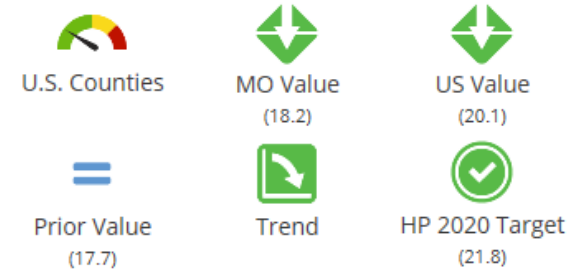 U.S. Counties
MO Value
(18.2)
US Value
(20.1)
Prior Value
(17.7)
Trend
HP 2020 Target
(21.8)